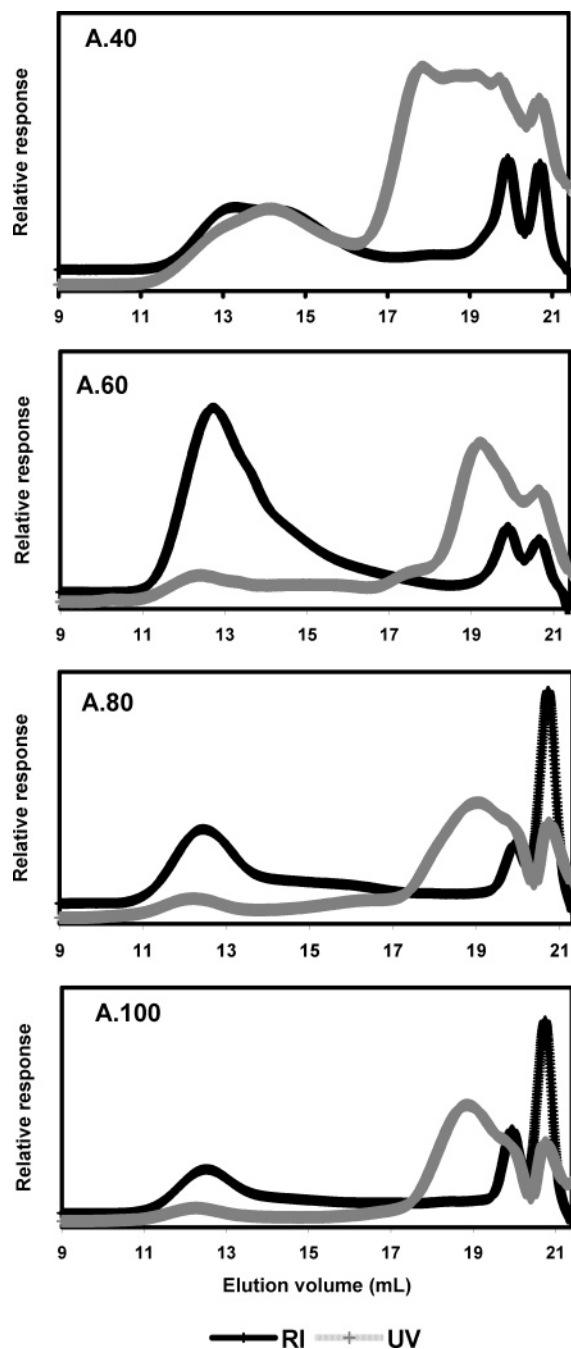 A.40
Relative response
9 11 13 15 17 19 21
A.60
Relative response
9 11 13 15 17 19 21
A.80
Relative response
9 11 13 15 17 19 21
A.100
Relative response
9 11 13 15 17 19 21
Elution volume (mL)
RI UV